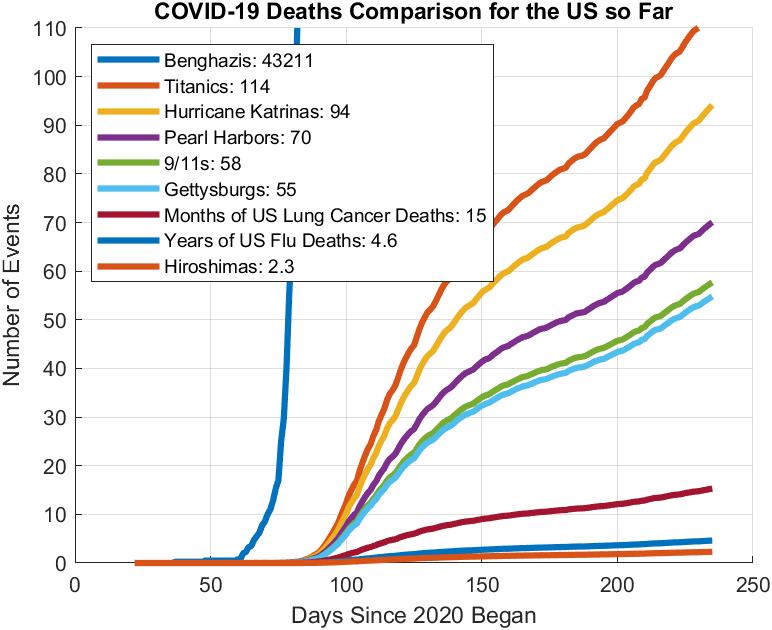 COVID-19 Deaths Comparison for the US so Far
110
100
90
80
70
60
50
40
30
20
10
0
Number of Events
Benghazis: 43211
Titanics: 114
Hurricane Katrinas: 94
Pearl Harbors: 70
9/11s: 58
Gettysburgs: 55
Months of US Lung Cancer Deaths: 15
Years of US Flu Deaths: 4.6
Hiroshimas: 2.3
0 50 100 150 200 250
Days Since 2020 Began